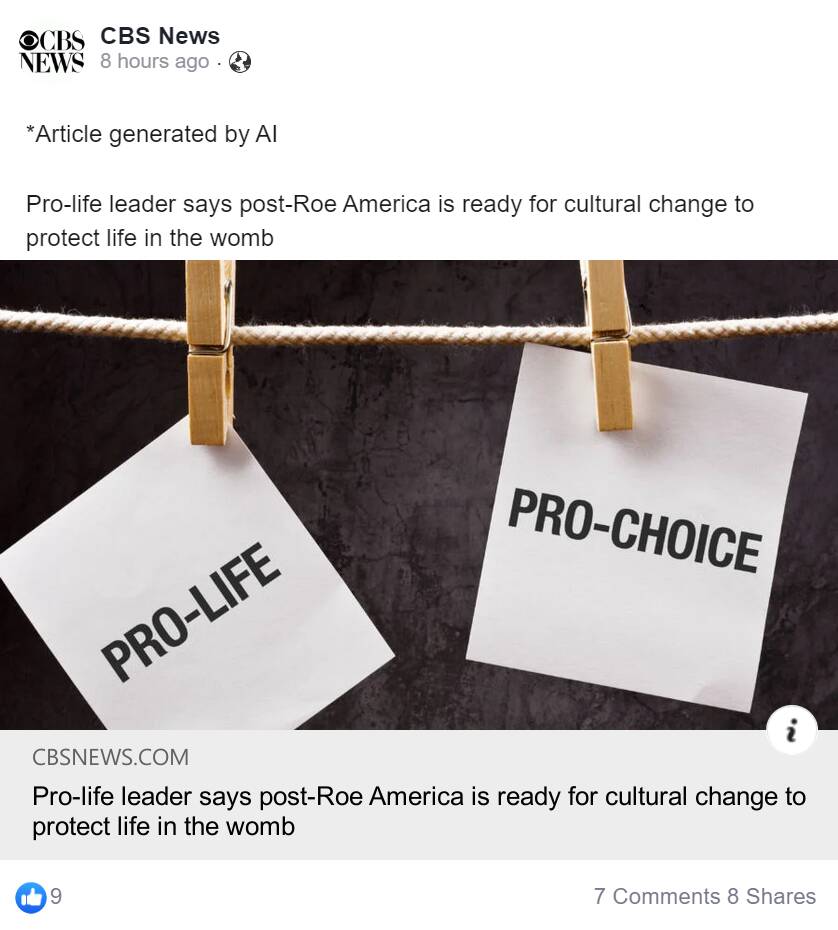 CBS NEWS
CBS News
8 hours ago ·
*Article generated by AI
Pro-life leader says post-Roe America is ready for cultural change to
protect life in the womb
PRO-LIFE
PRO-CHOICE
i
CBSNEWS.COM
Pro-life leader says post-Roe America is ready for cultural change to
protect life in the womb
9
7 Comments 8 Shares